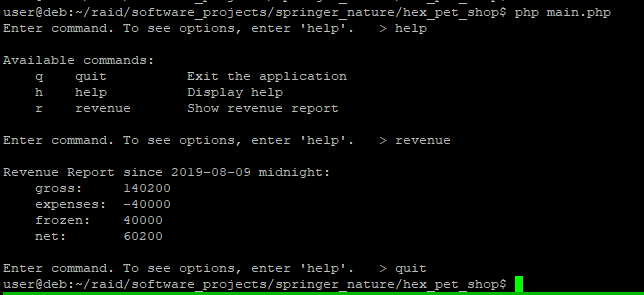 user@deb:~/raid/software_projects/springer_nature/hex_pet_shop$ php main.php
Enter command. To see options, enter 'help'.   > help
Available commands:
    q    quit          Exit the application
    h    help          Display help
    r    revenue       Show revenue report
Enter command. To see options, enter 'help'.   > revenue
Revenue Report since 2019-08-09 midnight:
    gross:     140200
    expenses: -40000
    frozen:    40000
    net:       60200
Enter command. To see options, enter 'help'.   > quit
user@deb:~/raid/software_projects/springer_nature/hex_pet_shop$